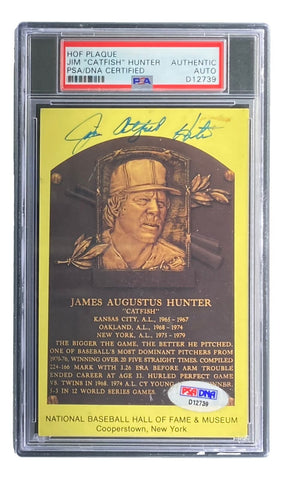 HOF PLAQUE
JIM "CATFISH" HUNTER AUTHENTIC
PSA/DNA CERTIFIED AUTO
PSA D12739
Jim Catfish Hunter
JAMES AUGUSTUS HUNTER
"CATFISH"
KANSAS CITY, A.L., 1965-1967
OAKLAND, A.L., 1968-1974
NEW YORK, A.L., 1975-1979
THE BIGGER THE GAME, THE BETTER HE PITCHED.
ONE OF BASEBALL'S MOST DOMINANT PITCHERS FROM
1970-76, WINNING OVER 20 FIVE STRAIGHT TIMES. COMPILED
224-166 MARK WITH 3.26 ERA BEFORE ARM TROUBLE
ENDED CAREER AT AGE 33. HURLED PERFECT GAME
VS. TWINS IN 1968. 1974 A.L. CY YOUNG
IN 12 WORLD SERIES GAMES.
PSA/DNA
D12739
NATIONAL BASEBALL HALL OF FAME & MUSEUM
Cooperstown, New York